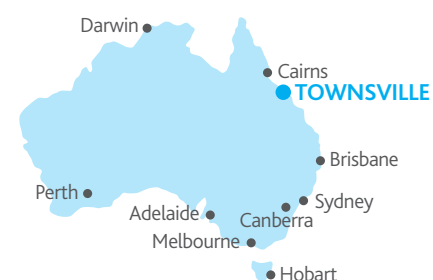 Darwin
Cairns
TOWNSVILLE
Brisbane
Perth
Sydney
Adelaide
Canberra
Melbourne
Hobart